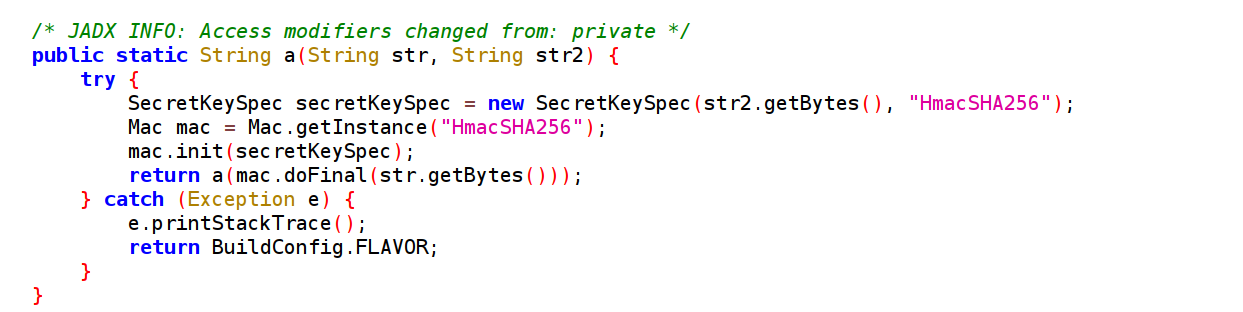 /* JADX INFO: Access modifiers changed from: private */
public static String a(String str, String str2) {
    try {
        SecretKeySpec secretKeySpec = new SecretKeySpec(str2.getBytes(), "HmacSHA256");
        Mac mac = Mac.getInstance("HmacSHA256");
        mac.init(secretKeySpec);
        return a(mac.doFinal(str.getBytes()));
    } catch (Exception e) {
        e.printStackTrace();
        return BuildConfig.FLAVOR;
    }
}